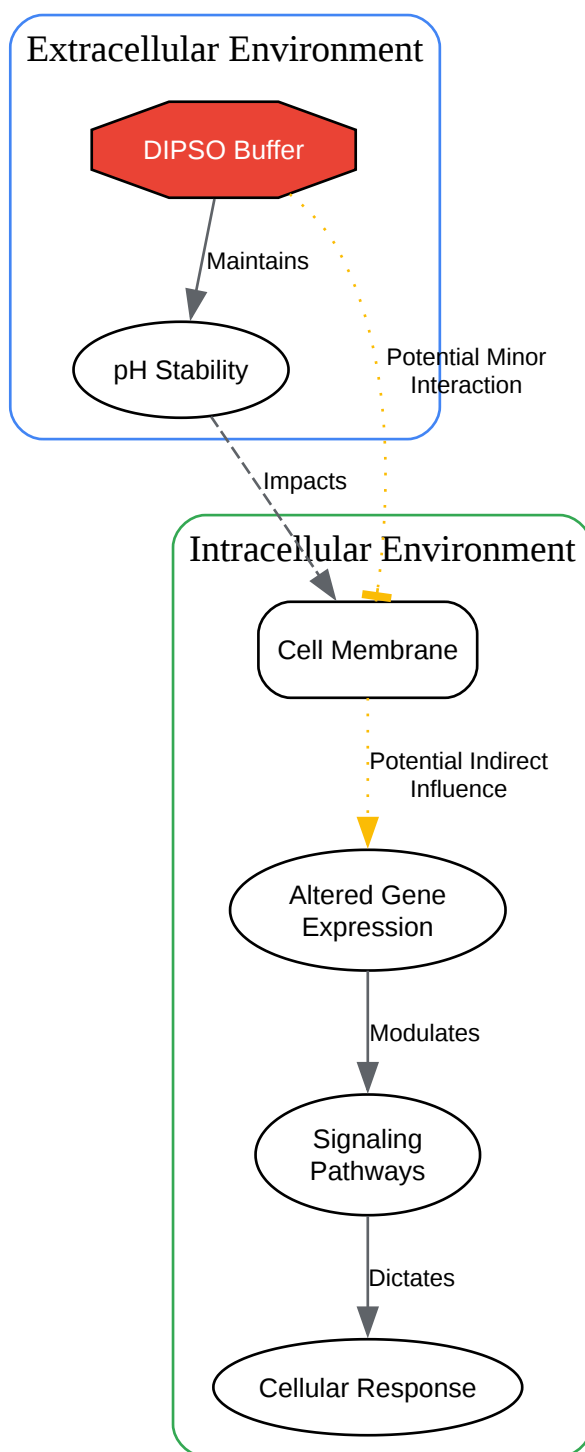 Extracellular Environment
DIPSO Buffer
Maintains
pH Stability
Potential Minor
Interaction
Impacts
Intracellular Environment
Cell Membrane
Potential Indirect
Influence
Altered Gene
Expression
Modulates
Signaling
Pathways
Dictates
Cellular Response